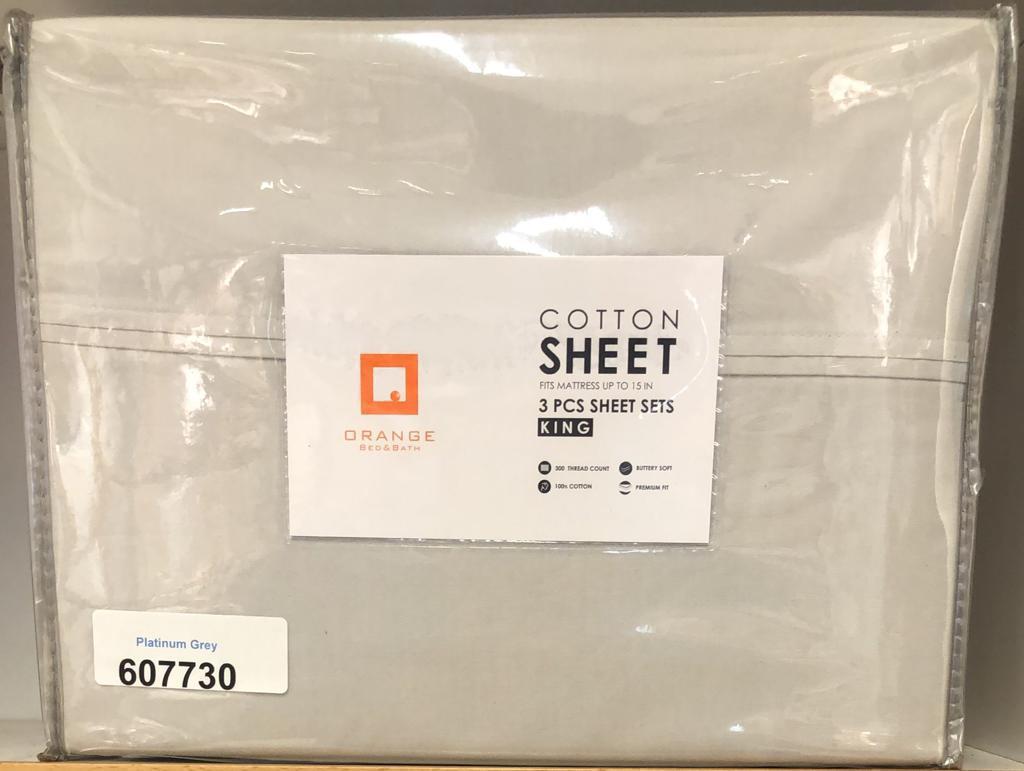 ORANGE
BED&BATH
COTTON
SHEET
FITS MATTRESS UP TO 15 IN
3 PCS SHEET SETS
KING
300 THREAD COUNT
BUTTERY SOFT
100% COTTON
PREMIUM FIT
Platinum Grey
607730